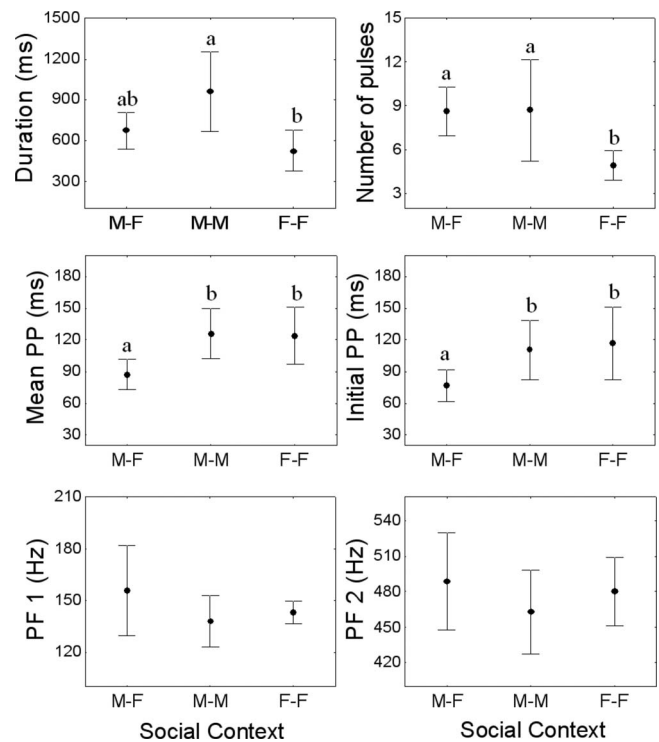 Duration (ms)
1500
1200
900
600
300
ab
a
b
M-F
M-M
F-F
Number of pulses
15
12
9
6
3
a
a
b
M-F
M-M
F-F
Mean PP (ms)
180
150
120
90
60
30
a
b
b
M-F
M-M
F-F
Initial PP (ms)
180
150
120
90
60
30
a
b
b
M-F
M-M
F-F
PF 1 (Hz)
210
180
150
120
M-F
M-M
F-F
Social Context
PF 2 (Hz)
540
510
480
450
420
M-F
M-M
F-F
Social Context